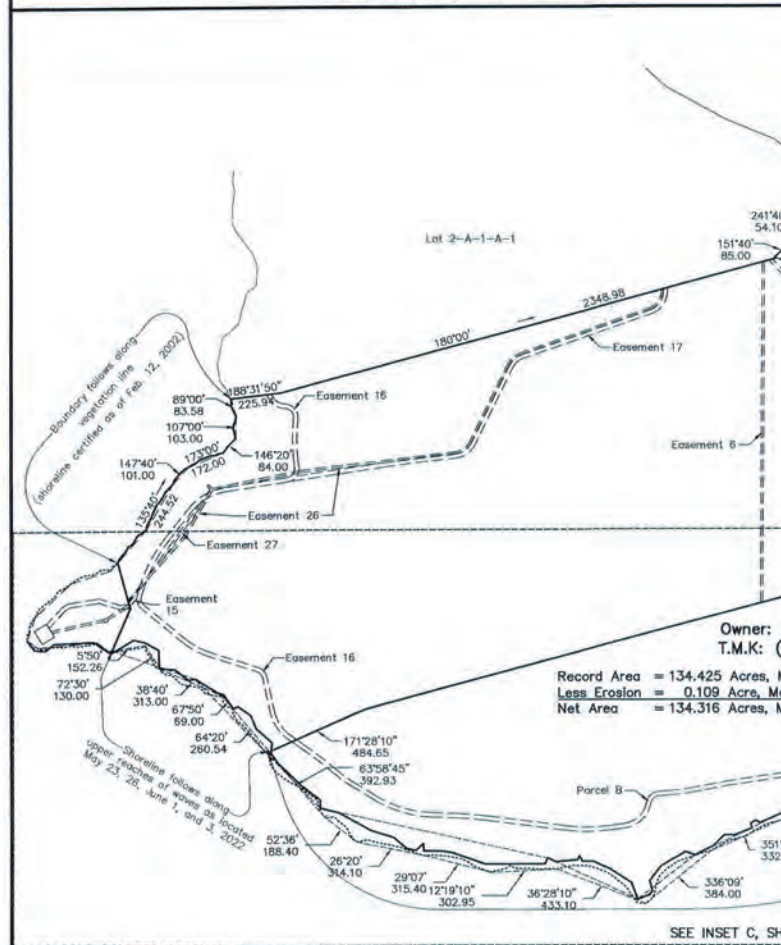 241°40'
54.10
151°40'
85.00
Lot 2-A-1-A-1
2348.98
180°00'
Easement 17
Boundary follows along
vegetation line
(shoreline certified as of Feb. 12, 2002)
188°31'50"
225.94
89°00'
83.58
Easement 16
107°00'
103.00
146°20'
84.00
173°00'
172.00
147°40'
101.00
Easement 6
135°40'
244.52
Easement 26
Easement 27
Easement
15
Owner:
T.M.K: (
Easement 16
Record Area = 134.425 Acres, M
Less Erosion = 0.109 Acre, Mo
Net Area = 134.316 Acres, M
5°50'
152.26
72°30'
130.00
38°40'
313.00
67°50'
69.00
64°20'
260.54
171°28'10"
484.65
63°58'45"
392.93
Shoreline follows along
upper reaches of waves as located
May 23, 26, June 1, and 3, 2022
Parcel B
52°36'
188.40
26°20'
314.10
29°07'
315.40
12°19'10"
302.95
36°28'10"
433.10
336°09'
384.00
351°
332
SEE INSET C, SH